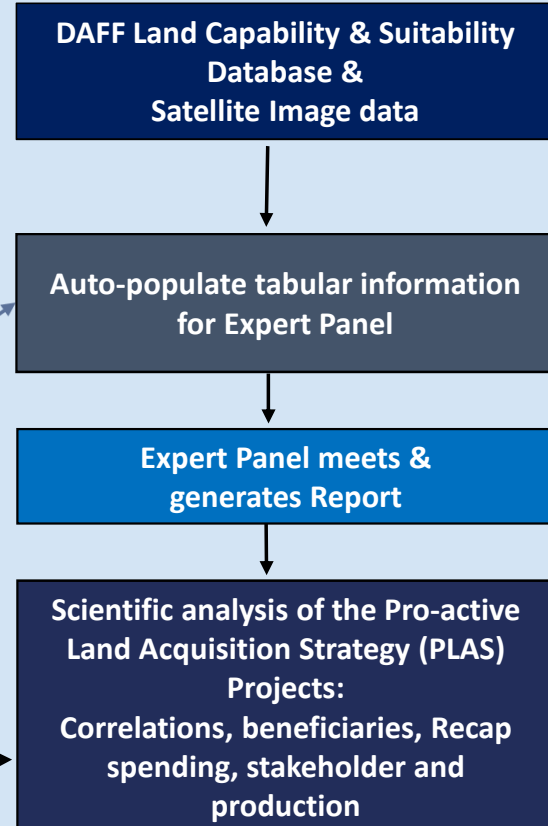 DAFF Land Capability & Suitability
Database &
Satellite Image data
Auto-populate tabular information
for Expert Panel
Expert Panel meets &
generates Report
Scientific analysis of the Pro-active
Land Acquisition Strategy (PLAS)
Projects:
Correlations, beneficiaries, Recap
spending, stakeholder and
production